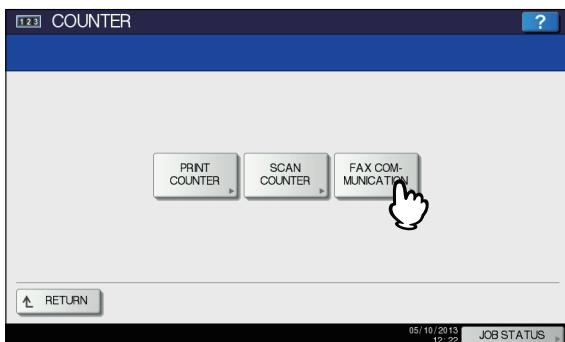 123 COUNTER ?
PRINT
COUNTER
SCAN
COUNTER
FAX COM-
MUNICATION
RETURN
05/10/2013
12:22
JOB STATUS